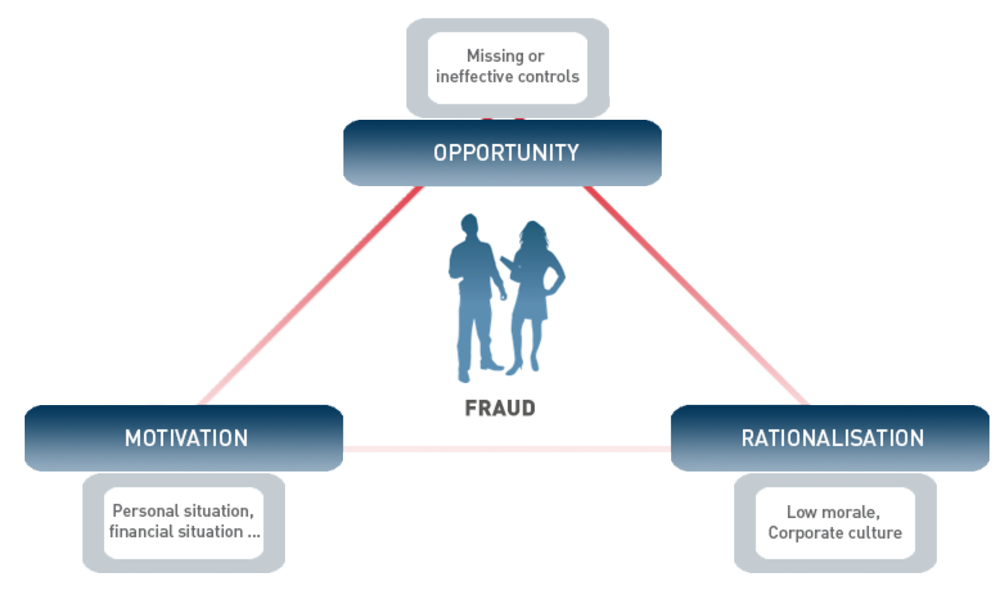 Missing or
ineffective controls
OPPORTUNITY
FRAUD
MOTIVATION
RATIONALISATION
Personal situation,
financial situation ...
Low morale,
Corporate culture